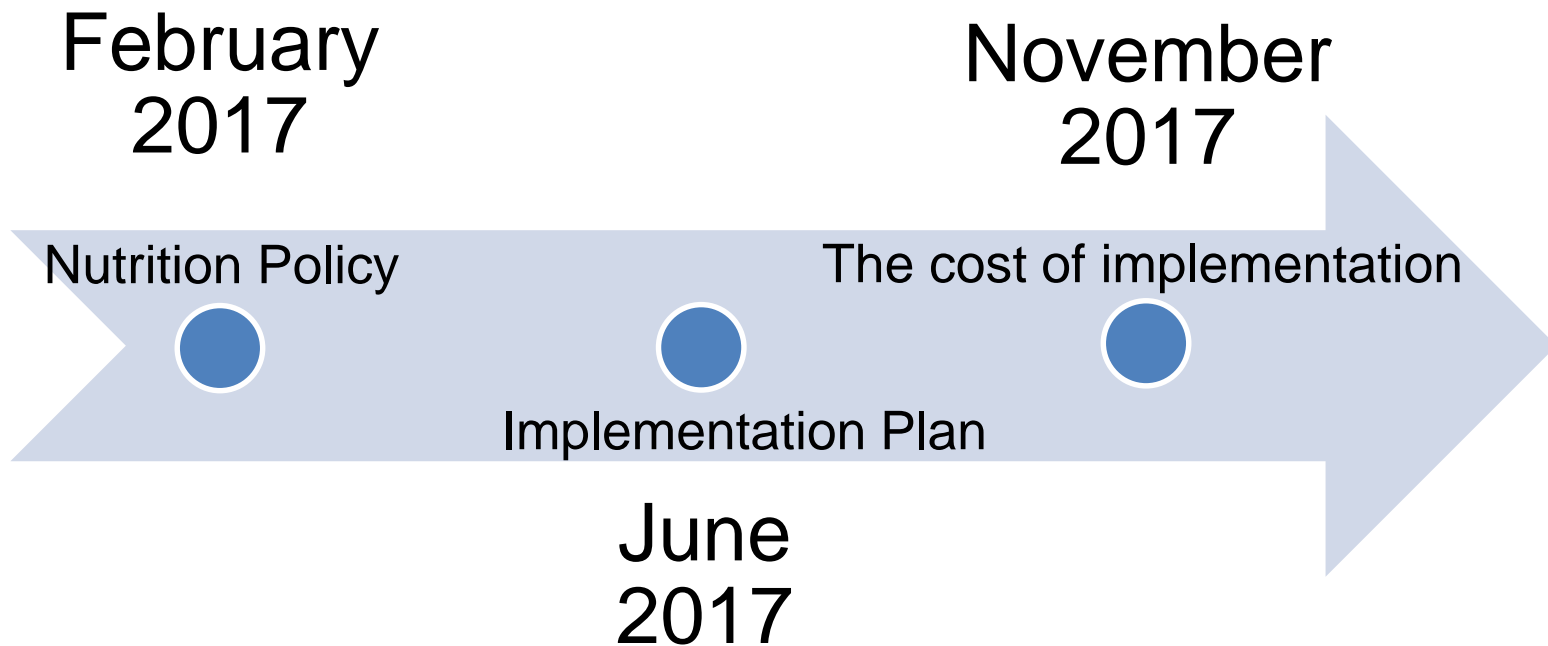 February
2017
Nutrition Policy
Implementation Plan
June
2017
November
2017
The cost of implementation